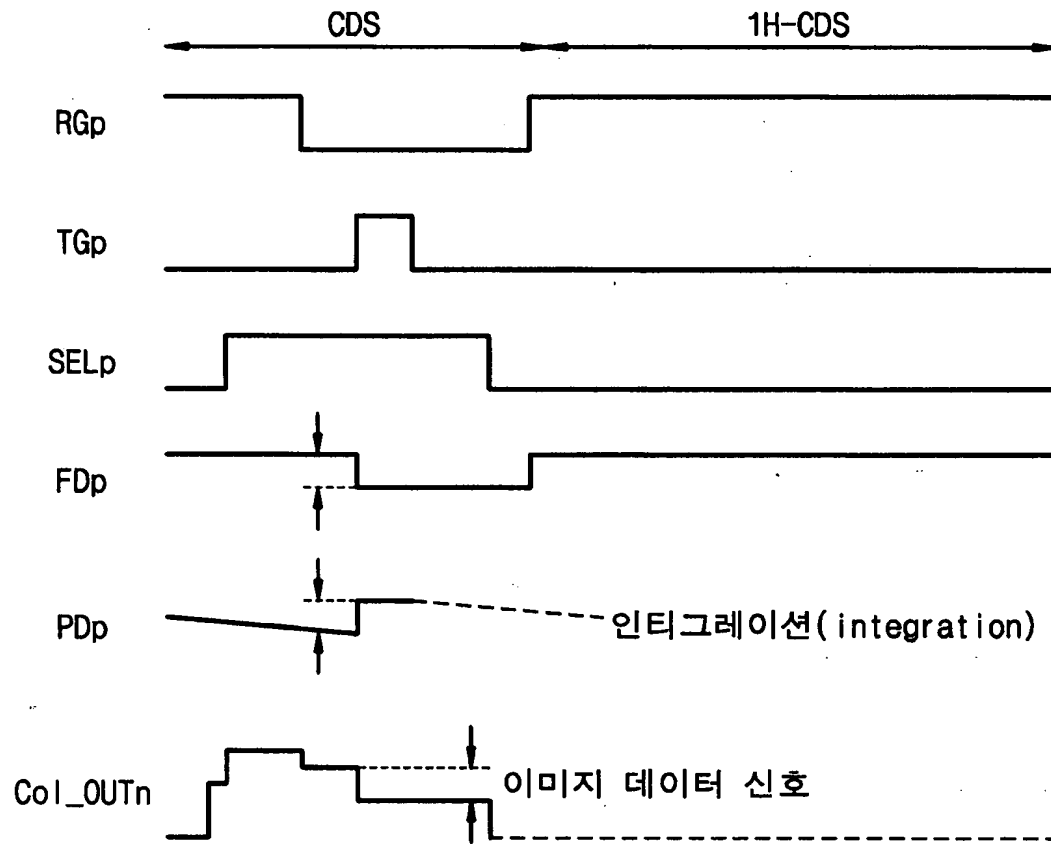 CDS
1H-CDS
RGp
TGp
SELp
FDp
PDp
인티그레이션(integration)
Col_OUTn
이미지 데이터 신호